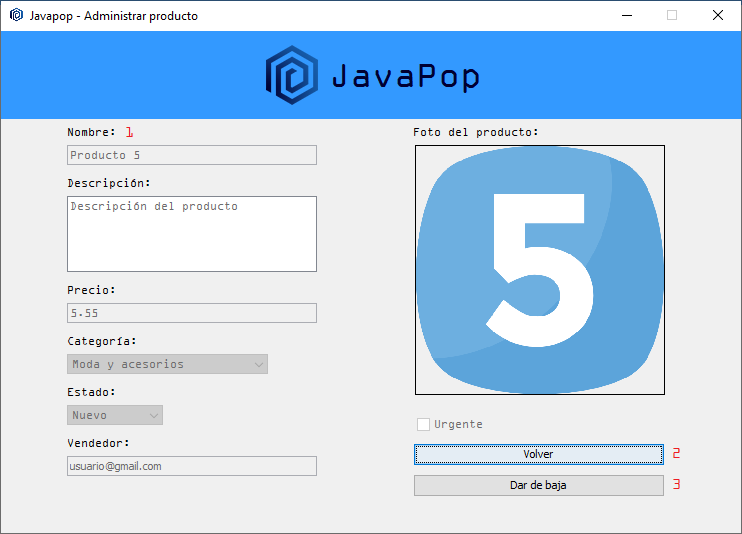 Javapop - Administrar producto
JavaPop
Nombre: 1
Producto 5
Descripción:
Descripción del producto
Precio:
5.55
Categoría:
Moda y acesorios
Estado:
Nuevo
Vendedor:
usuario@gmail.com
Foto del producto:
5
Urgente
Volver 2
Dar de baja 3